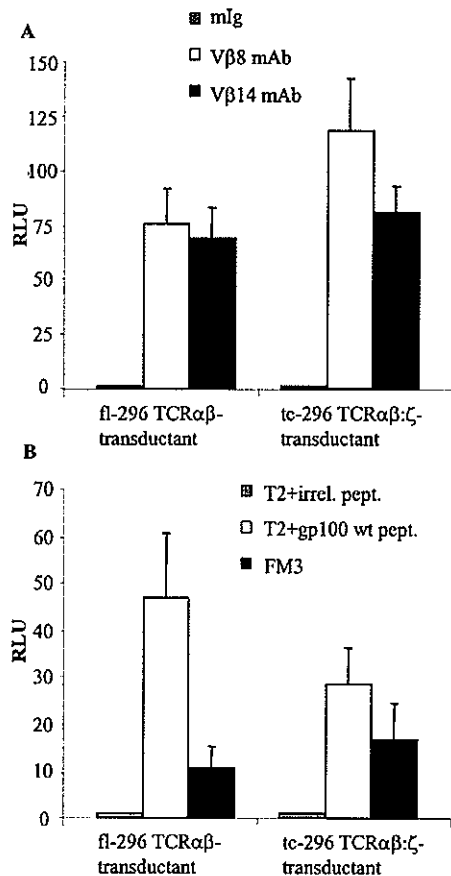 A
mIg
Vβ8 mAb
Vβ14 mAb
150
125
100
75
50
25
0
RLU
fl-296 TCRαβ-
transductant
tc-296 TCRαβ:ζ-
transductant
B
T2+irrel. pept.
T2+gp100 wt pept.
FM3
70
60
50
40
30
20
10
0
RLU
fl-296 TCRαβ-
transductant
tc-296 TCRαβ:ζ-
transductant